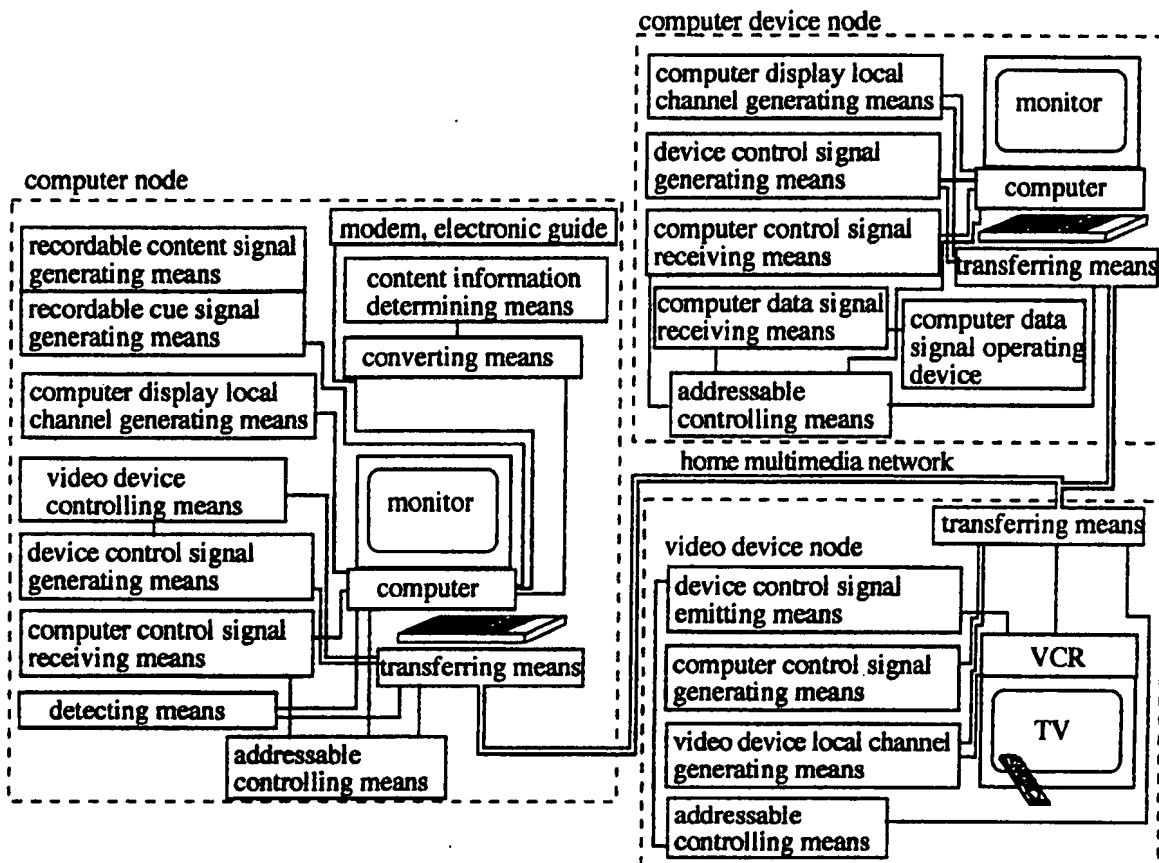 computer device node
computer display local
channel generating means
monitor
device control signal
generating means
computer
computer control signal
receiving means
transferring means
computer data signal
receiving means
computer data
signal operating
device
addressable
controlling means
computer node
modem, electronic guide
recordable content signal
generating means
content information
determining means
recordable cue signal
generating means
converting means
computer display local
channel generating means
video device
controlling means
monitor
device control signal
generating means
computer
computer control signal
receiving means
transferring means
detecting means
addressable
controlling means
home multimedia network
transferring means
video device node
device control signal
emitting means
VCR
computer control signal
generating means
TV
video device local channel
generating means
addressable
controlling means